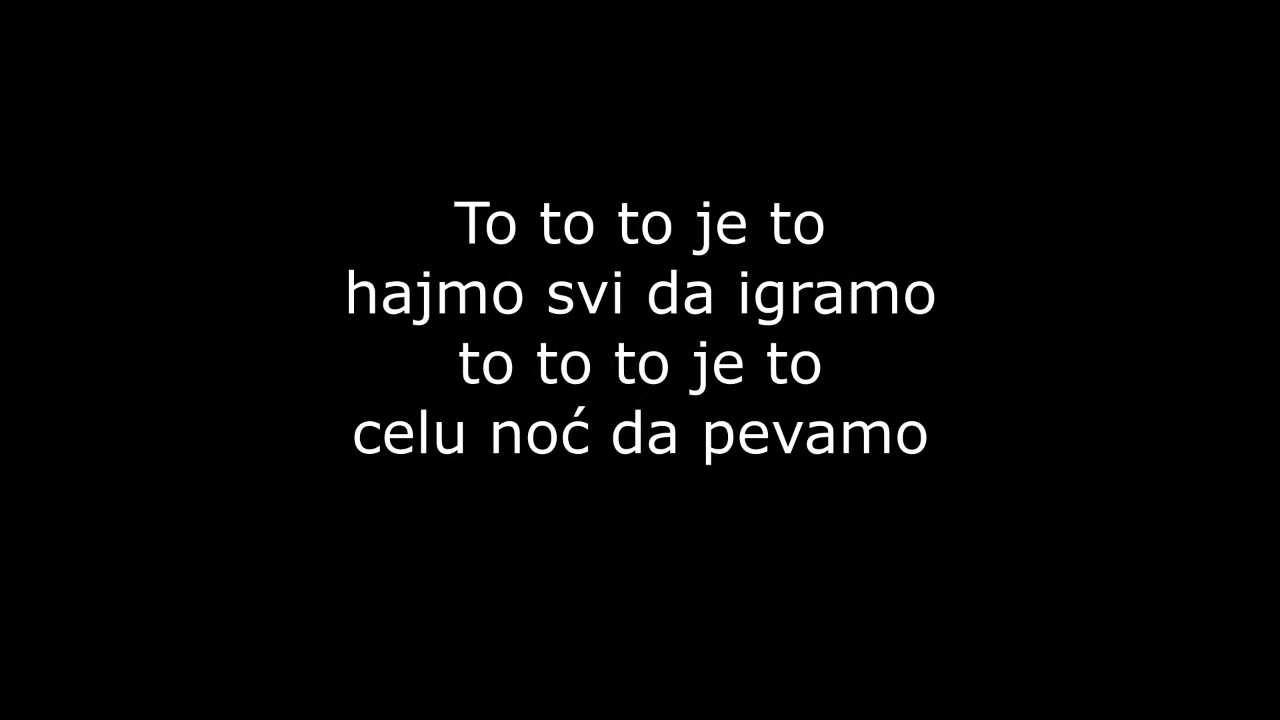 To to to je to
hajmo svi da igramo
to to to je to
celu noć da pevamo